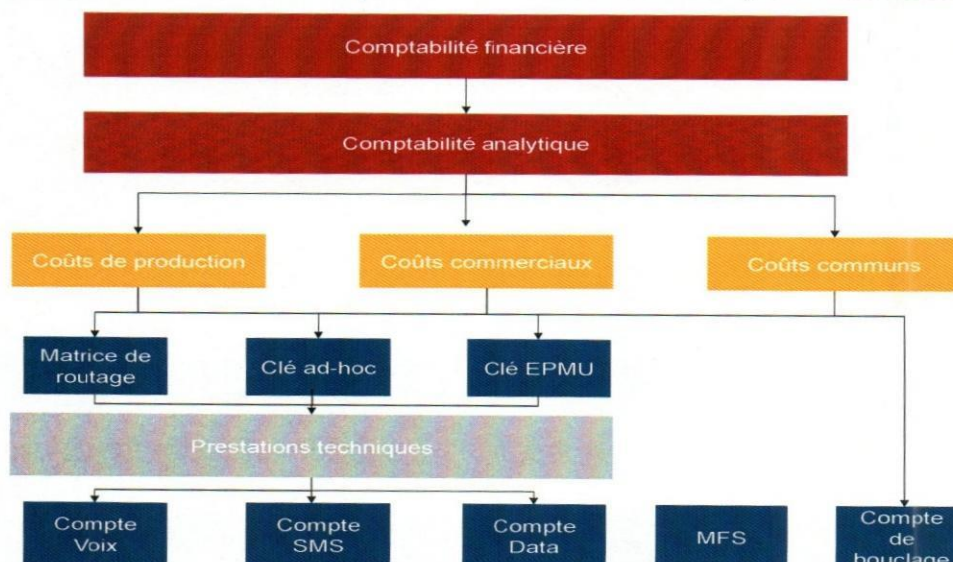 Comptabilité financière
Comptabilité analytique
Coûts de production
Coûts commerciaux
Coûts communs
Matrice de
routage
Clé ad-hoc
Clé EPMU
Prestations techniques
Compte
Voix
Compte
SMS
Compte
Data
MFS
Compte
de
bouclage